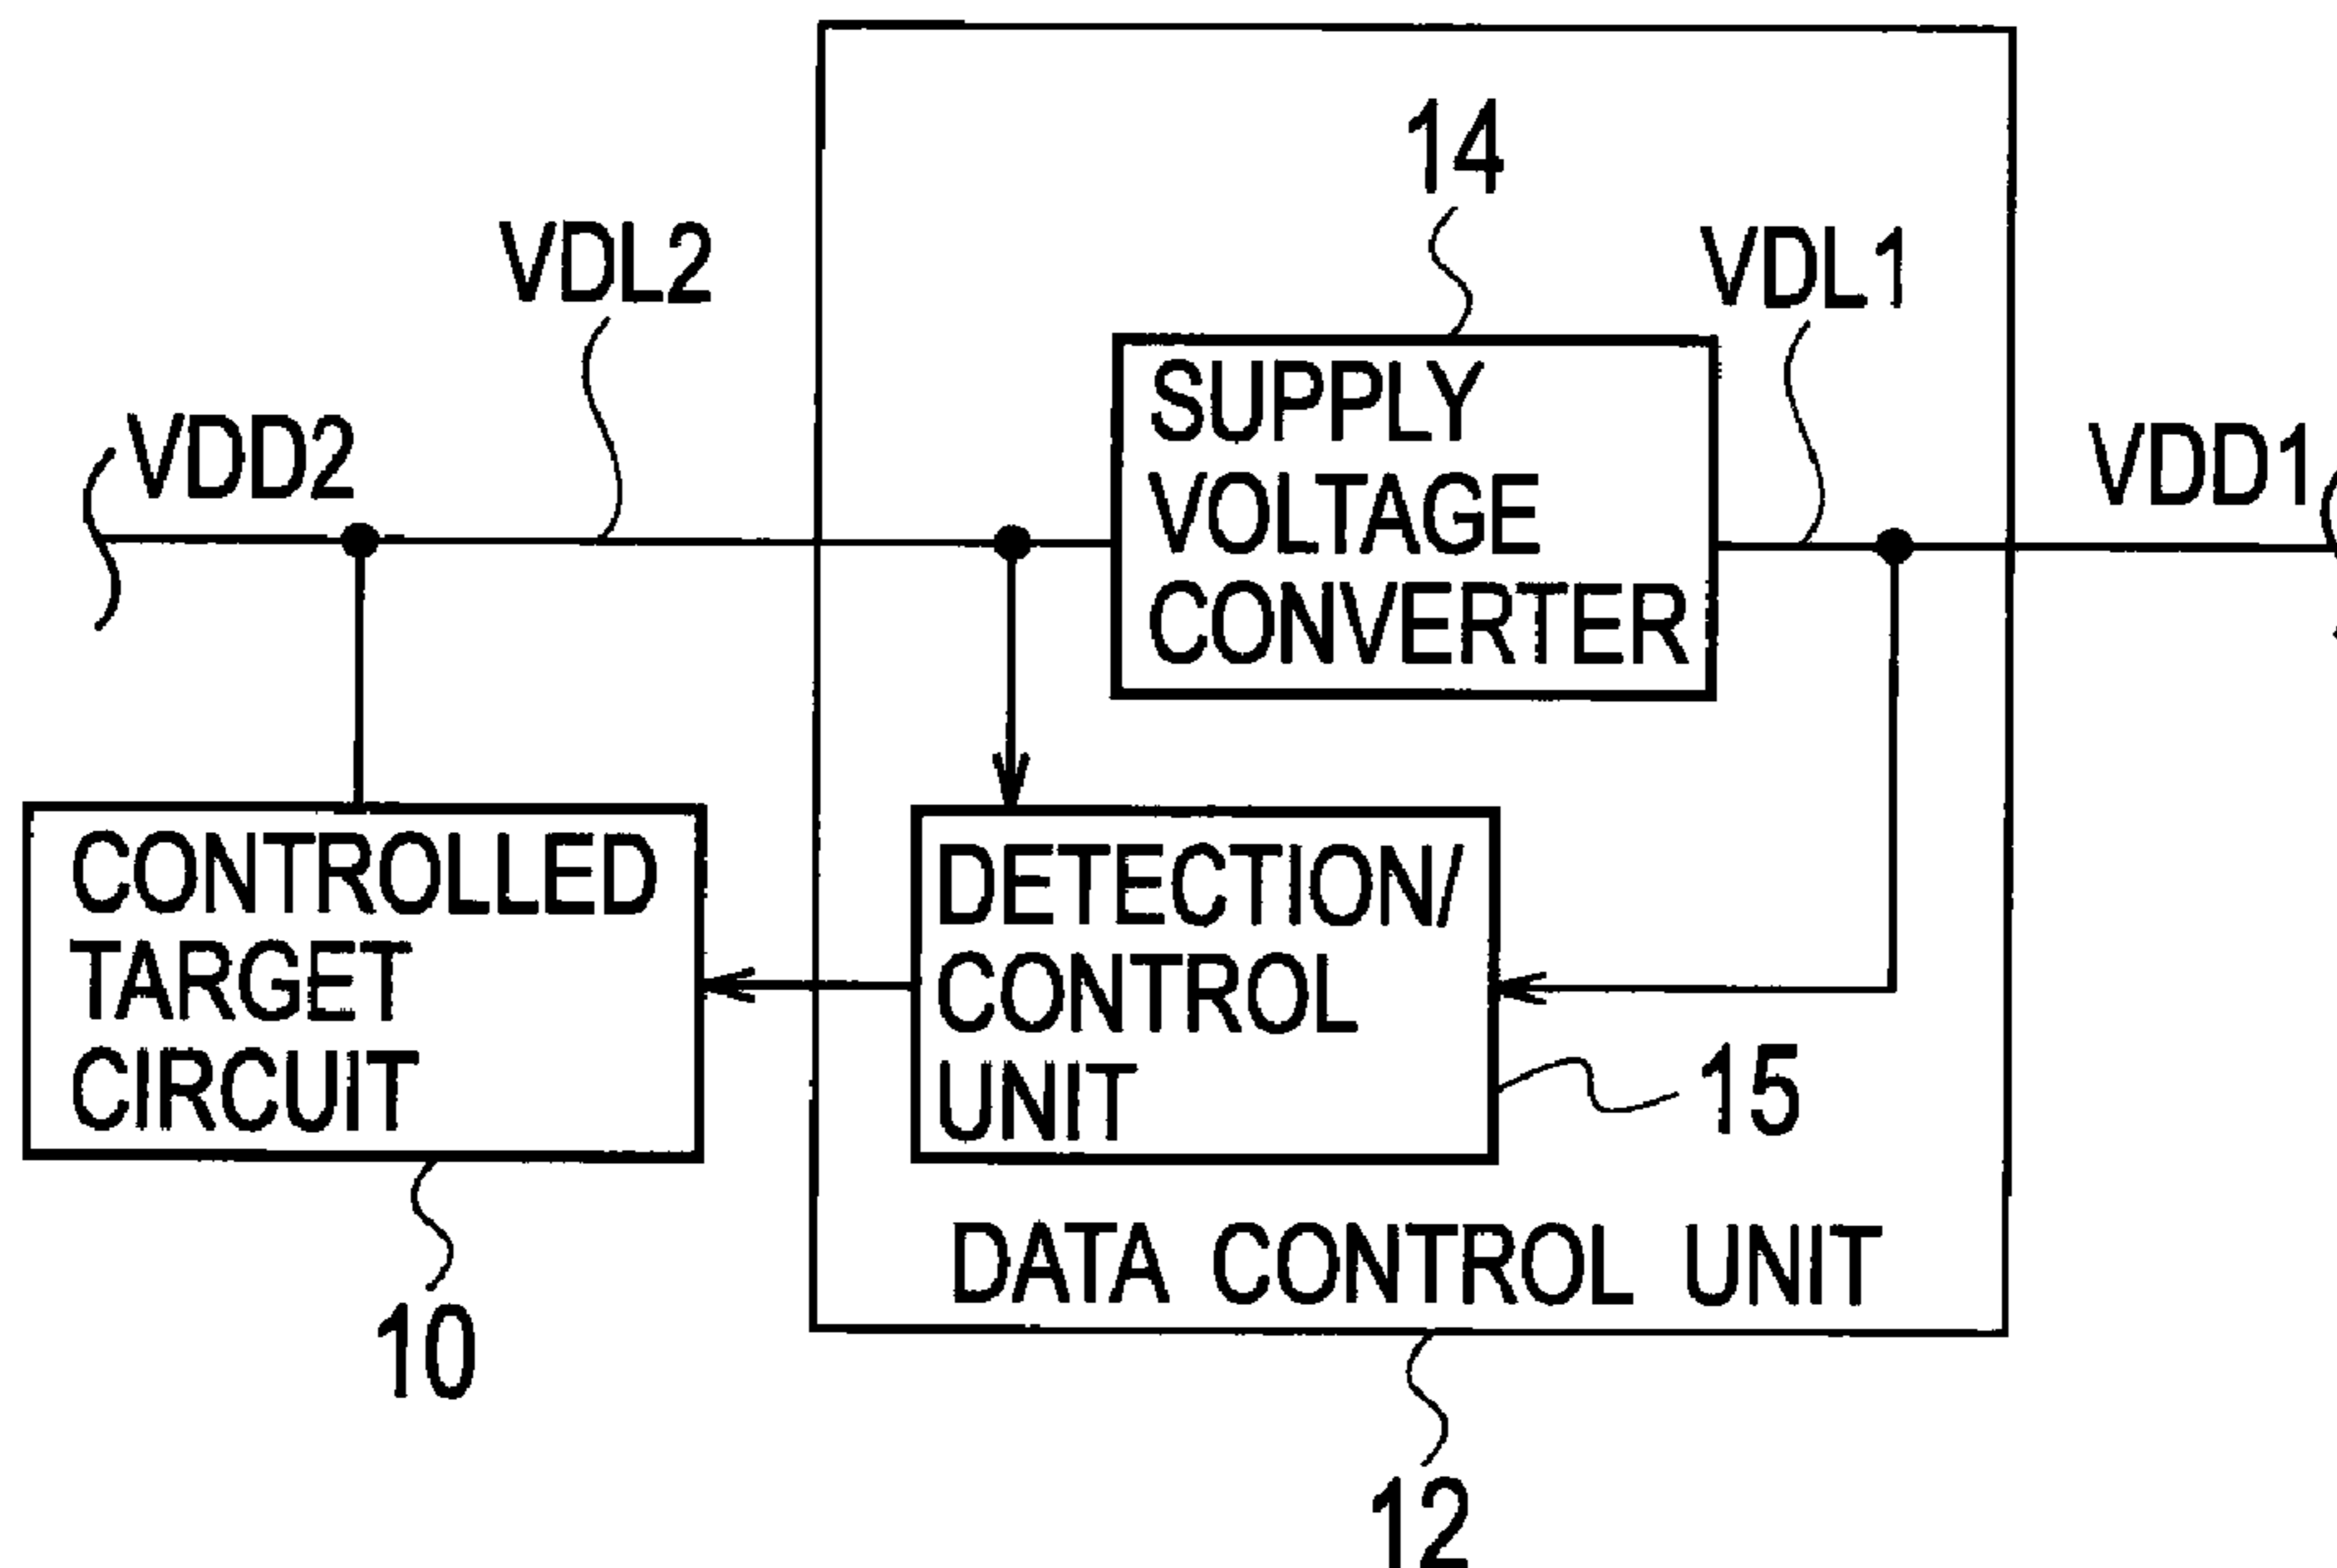 14
VDL2
VDL1
SUPPLY
VOLTAGE
CONVERTER
VDD2
VDD1
CONTROLLED
TARGET
CIRCUIT
DETECTION/
CONTROL
UNIT
15
DATA CONTROL UNIT
10
12